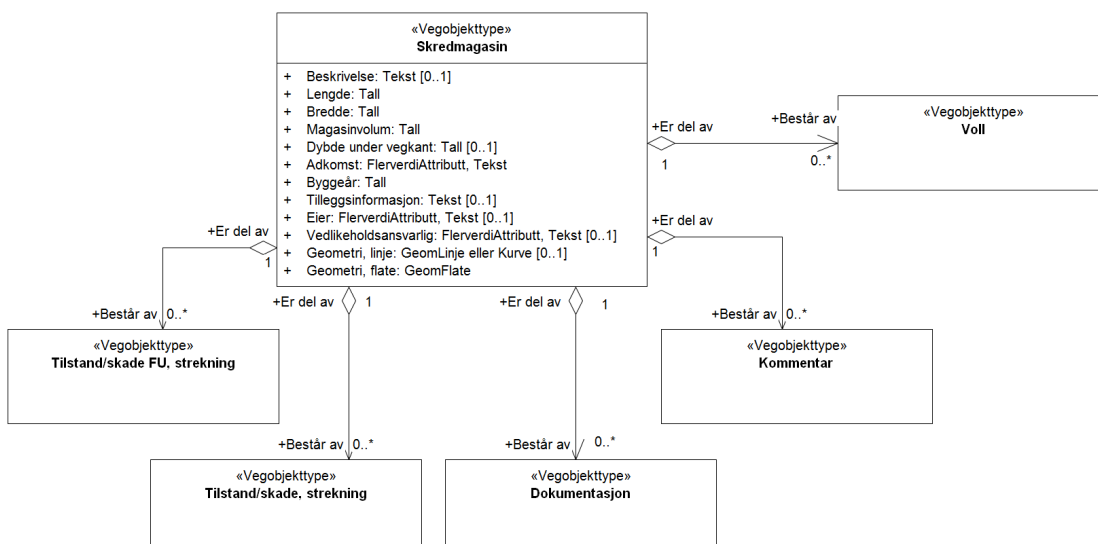 «Vegobjekttype»
Skredmagasin
+ Beskrivelse: Tekst [0..1]
+ Lengde: Tall
+ Bredde: Tall
+ Magasinvolum: Tall
+ Dybde under vegkant: Tall [0..1]
+ Adkomst: FlerverdiAttributt, Tekst
+ Byggeår: Tall
+ Tilleggsinformasjon: Tekst [0..1]
+ Eier: FlerverdiAttributt, Tekst [0..1]
+ Vedlikeholdsansvarlig: FlerverdiAttributt, Tekst [0..1]
+ Geometri, linje: GeomLinje eller Kurve [0..1]
+ Geometri, flate: GeomFlate
+Er del av
1
+Består av
0..*
«Vegobjekttype»
Voll
+Er del av
1
+Består av 0..*
«Vegobjekttype»
Kommentar
+Er del av
1
+Består av 0..*
«Vegobjekttype»
Tilstand/skade FU, strekning
+Er del av 1
+Består av 0..*
«Vegobjekttype»
Tilstand/skade, strekning
+Er del av 1
+Består av 0..*
«Vegobjekttype»
Dokumentasjon